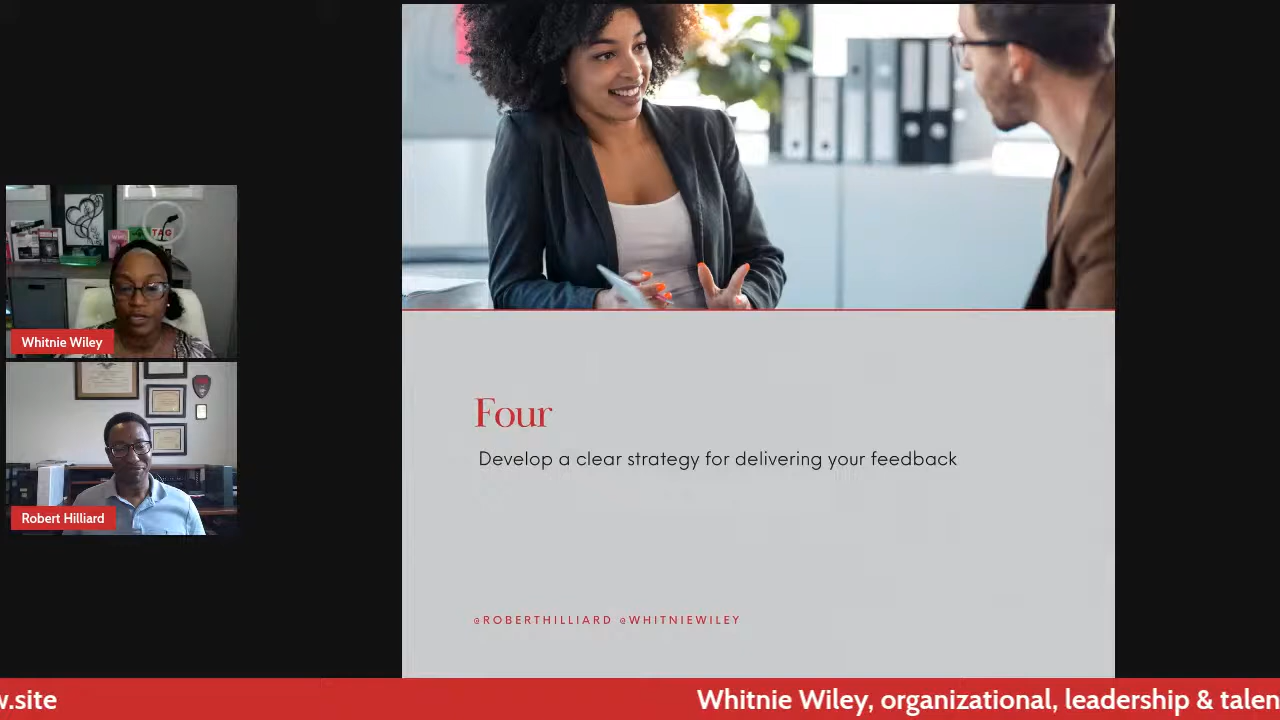 TAG
Whitnie Wiley
Robert Hilliard
Four
Develop a clear strategy for delivering your feedback
@ROBERTHILLIARD @WHITNIEWILEY
w.site
Whitnie Wiley, organizational, leadership & talen